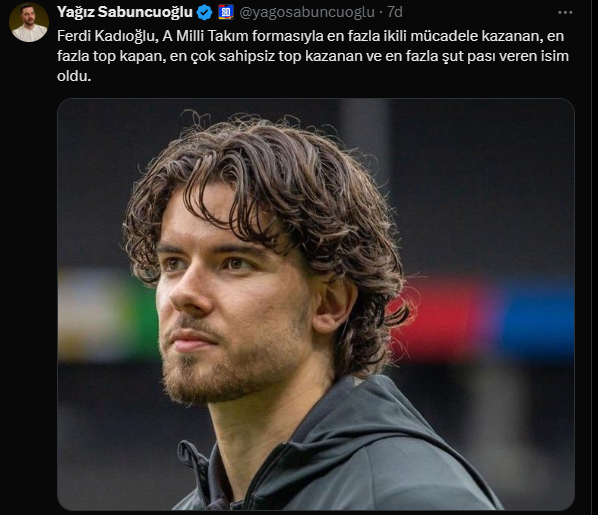 Yağız Sabuncuoğlu @yagosabuncuoglu · 7d
Ferdi Kadıoğlu, A Milli Takım formasıyla en fazla ikili mücadele kazanan, en
fazla top kapan, en çok sahipsiz top kazanan ve en fazla şut pası veren isim
oldu.